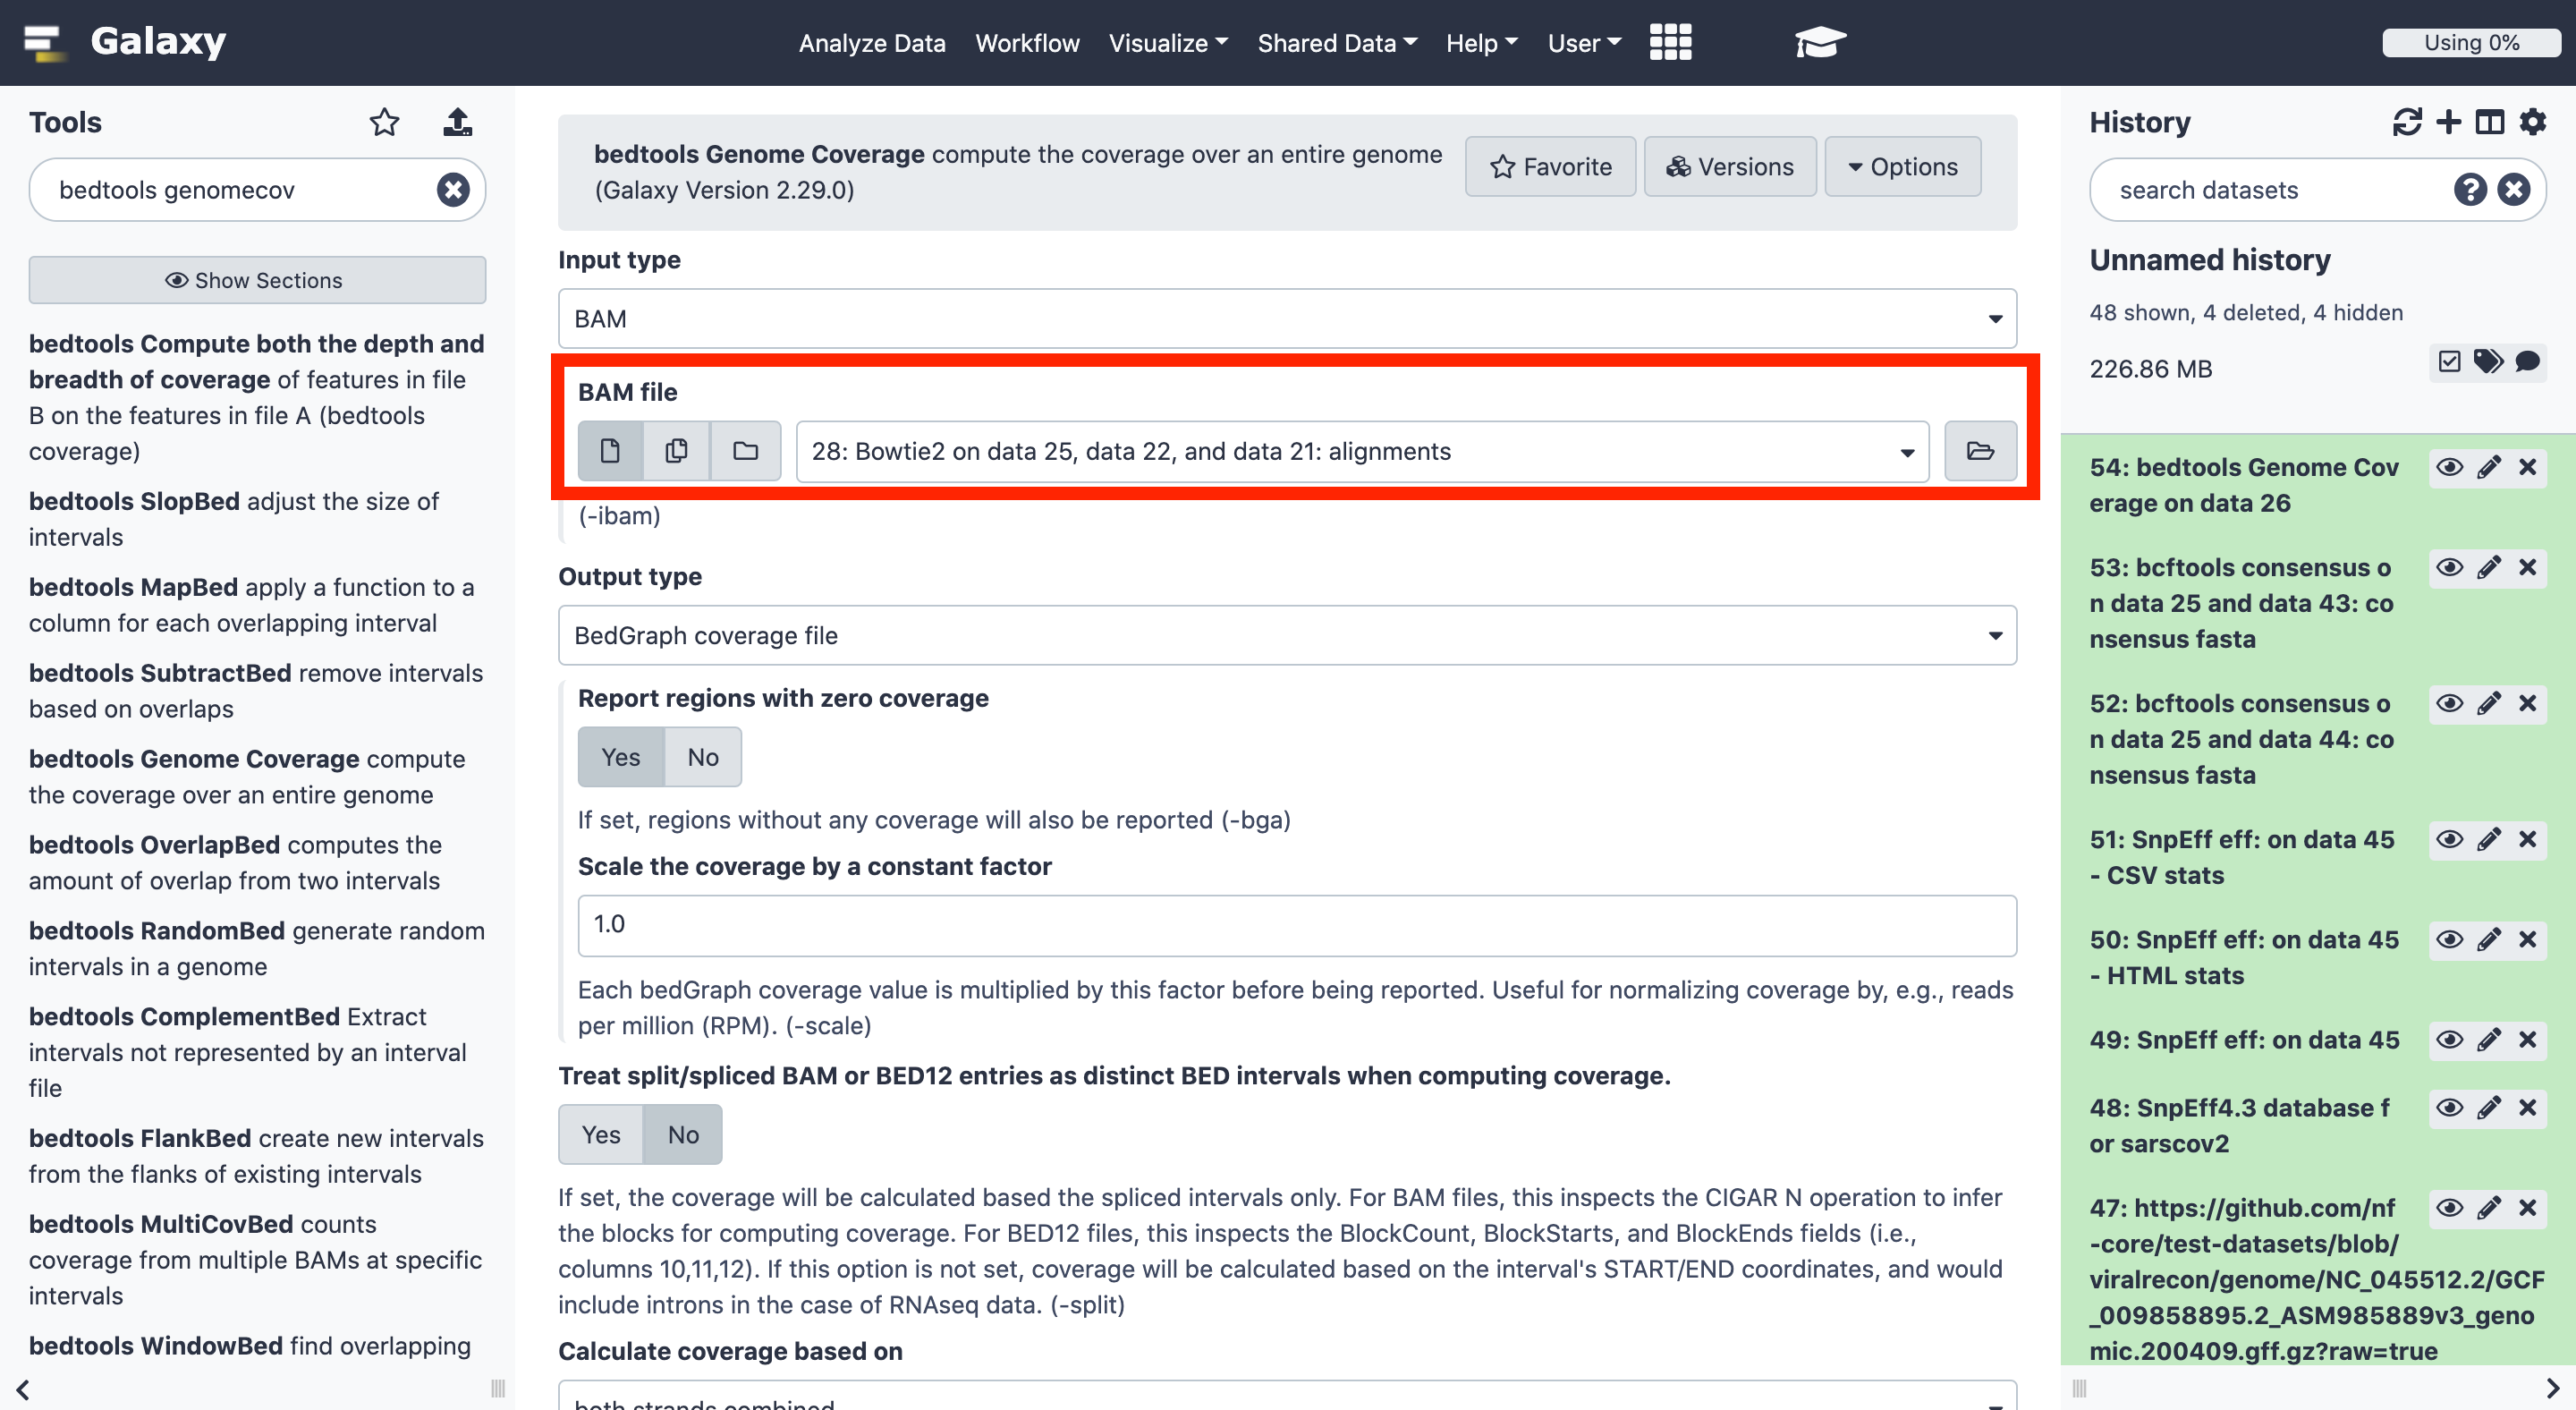 Galaxy
Analyze Data
Workflow
Visualize
Shared Data
Help
User
Using 0%
Tools
bedtools genomecov
Show Sections
bedtools Compute both the depth and
breadth of coverage of features in file
B on the features in file A (bedtools
coverage)
bedtools SlopBed adjust the size of
intervals
bedtools MapBed apply a function to a
column for each overlapping interval
bedtools SubtractBed remove intervals
based on overlaps
bedtools Genome Coverage compute
the coverage over an entire genome
bedtools OverlapBed computes the
amount of overlap from two intervals
bedtools RandomBed generate random
intervals in a genome
bedtools ComplementBed Extract
intervals not represented by an interval
file
bedtools FlankBed create new intervals
from the flanks of existing intervals
bedtools MultiCovBed counts
coverage from multiple BAMs at specific
intervals
bedtools WindowBed find overlapping
bedtools Genome Coverage compute the coverage over an entire genome
(Galaxy Version 2.29.0)
Favorite
Versions
Options
Input type
BAM
BAM file
28: Bowtie2 on data 25, data 22, and data 21: alignments
(-ibam)
Output type
BedGraph coverage file
Report regions with zero coverage
Yes
No
If set, regions without any coverage will also be reported (-bga)
Scale the coverage by a constant factor
1.0
Each bedGraph coverage value is multiplied by this factor before being reported. Useful for normalizing coverage by, e.g., reads
per million (RPM). (-scale)
Treat split/spliced BAM or BED12 entries as distinct BED intervals when computing coverage.
Yes
No
If set, the coverage will be calculated based the spliced intervals only. For BAM files, this inspects the CIGAR N operation to infer
the blocks for computing coverage. For BED12 files, this inspects the BlockCount, BlockStarts, and BlockEnds fields (i.e.,
columns 10,11,12). If this option is not set, coverage will be calculated based on the interval's START/END coordinates, and would
include introns in the case of RNAseq data. (-split)
Calculate coverage based on
both strands combined
History
search datasets
Unnamed history
48 shown, 4 deleted, 4 hidden
226.86 MB
54: bedtools Genome Cov
erage on data 26
53: bcftools consensus o
n data 25 and data 43: co
nsensus fasta
52: bcftools consensus o
n data 25 and data 44: co
nsensus fasta
51: SnpEff eff: on data 45
- CSV stats
50: SnpEff eff: on data 45
- HTML stats
49: SnpEff eff: on data 45
48: SnpEff4.3 database f
or sarscov2
47: https://github.com/nf
-core/test-datasets/blob/
viralrecon/genome/NC_045512.2/GCF
_009858895.2_ASM985889v3_geno
mic.200409.gff.gz?raw=true